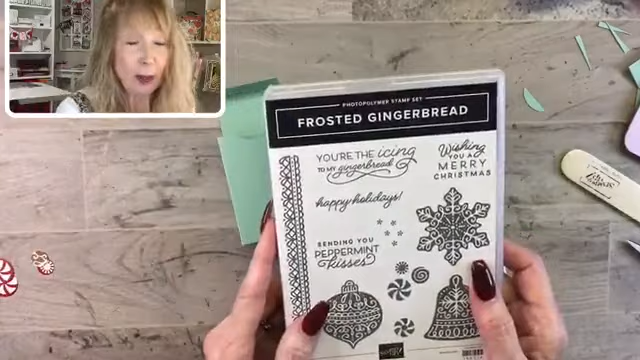 PHOTOPOLYMER STAMP SET
FROSTED GINGERBREAD
YOU'RE THE icing
TO MY gingerbread
Wishing
YOU A
MERRY
CHRISTMAS
happy holidays!
SENDING YOU
PEPPERMINT
kisses